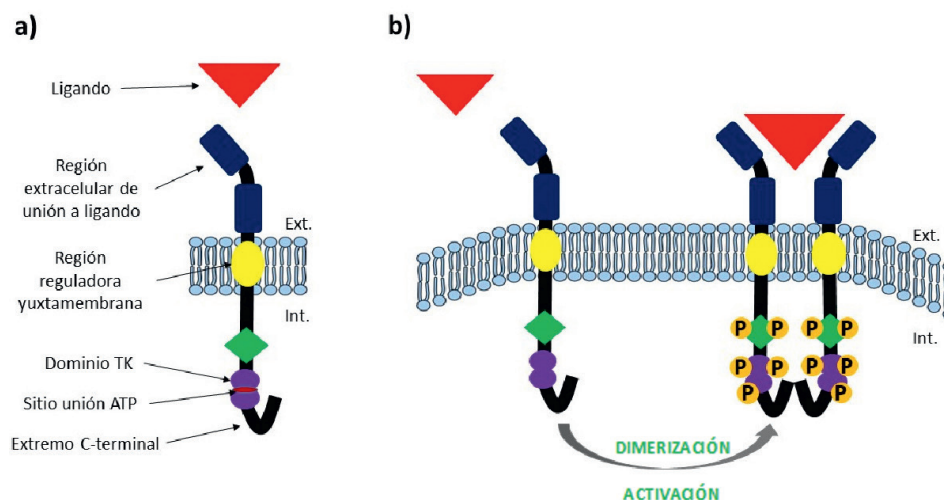 a)
Ligando
Región
extracelular de
unión a ligando
Ext.
Región
reguladora
yuxtamembrana
Int.
Dominio TK
Sitio unión ATP
Extremo C-terminal
b)
Ext.
Int.
P P P P
P P P P
P P
DIMERIZACIÓN
ACTIVACIÓN